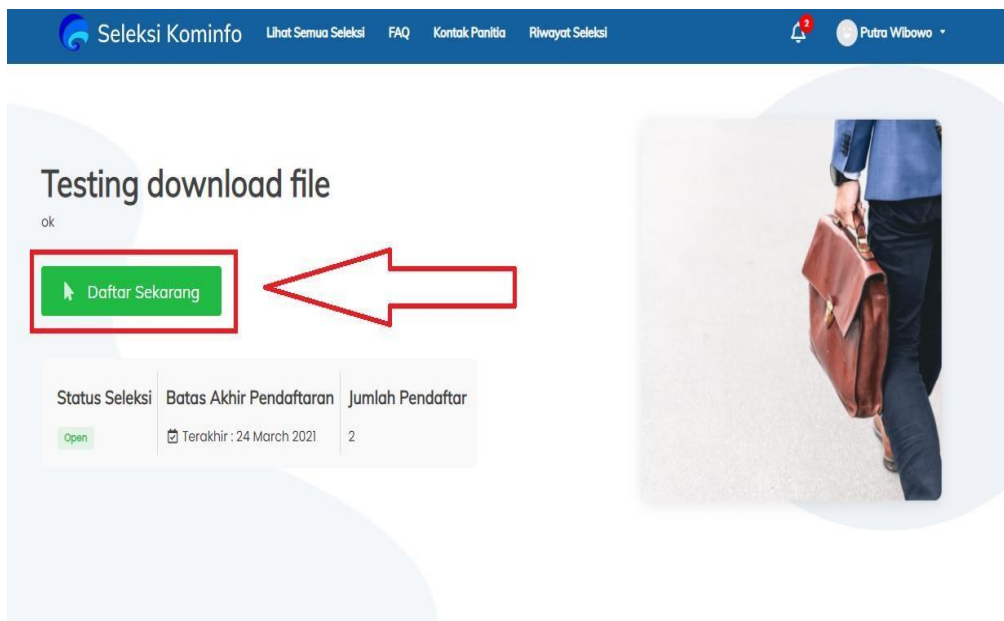 Seleksi Kominfo Lihat Semua Seleksi FAQ Kontak Panitia Riwayat Seleksi 2 Putra Wibowo
Testing download file
ok
Daftar Sekarang
Status Seleksi Batas Akhir Pendaftaran Jumlah Pendaftar
Open Terakhir : 24 March 2021 2